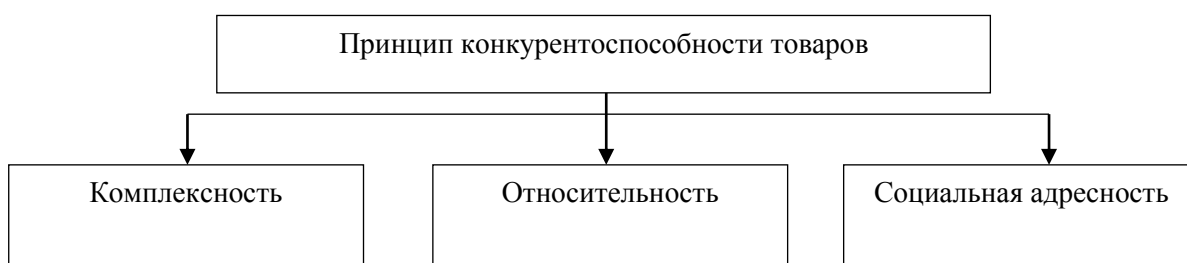 Принцип конкурентоспособности товаров
Комплексность
Относительность
Социальная адресность